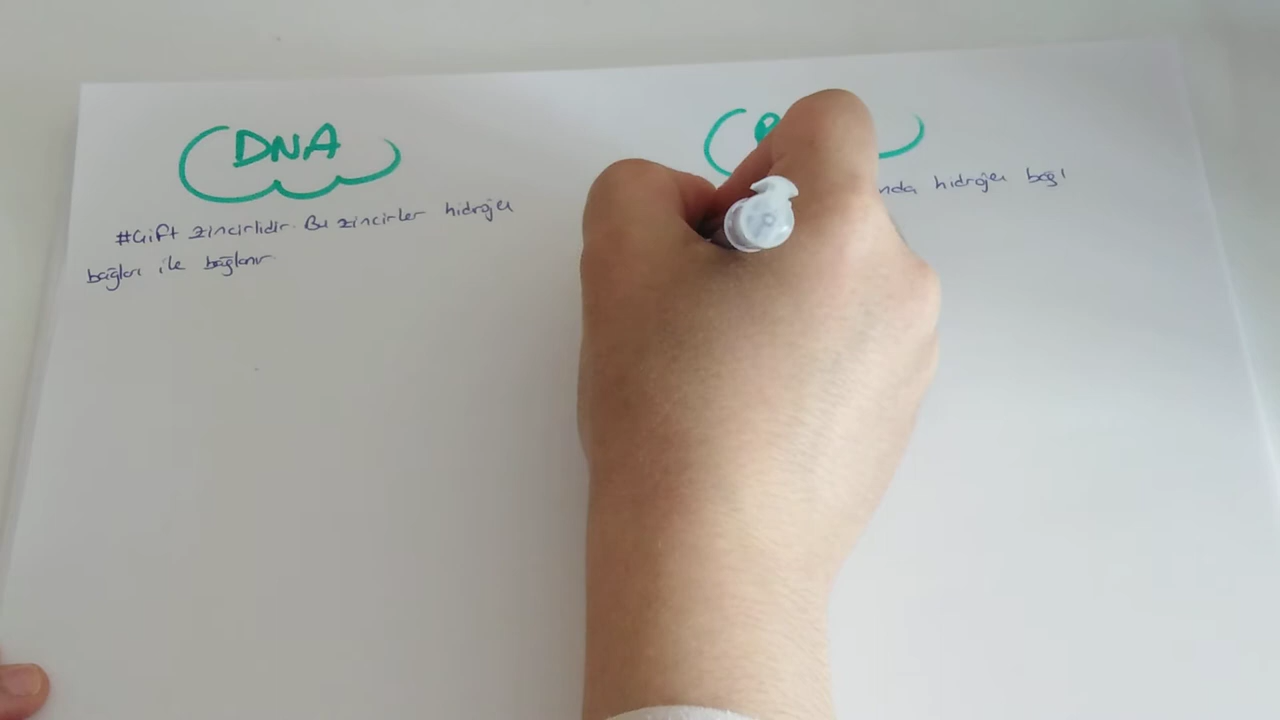 DNA
#Çift zincirlidir. Bu zincirler hidrojen
bağları ile bağlanır.
hidrojen bağı